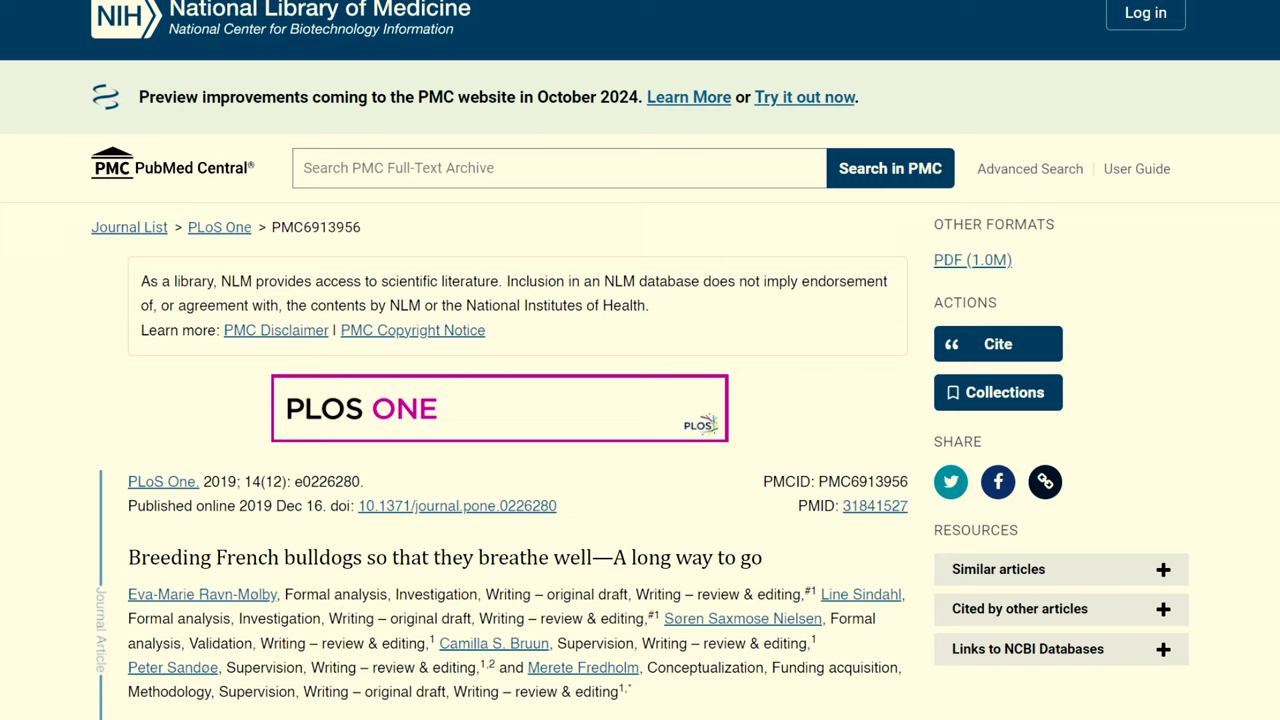 NIH
National Library of Medicine
National Center for Biotechnology Information
Log in
Preview improvements coming to the PMC website in October 2024. Learn More or Try it out now.
PMC PubMed Central®
Search PMC Full-Text Archive
Search in PMC
Advanced Search | User Guide
Journal List > PLoS One > PMC6913956
As a library, NLM provides access to scientific literature. Inclusion in an NLM database does not imply endorsement
of, or agreement with, the contents by NLM or the National Institutes of Health.
Learn more: PMC Disclaimer | PMC Copyright Notice
PLOS ONE
PLOS
PLoS One. 2019; 14(12): e0226280.
PMCID: PMC6913956
Published online 2019 Dec 16. doi: 10.1371/journal.pone.0226280
PMID: 31841527
Breeding French bulldogs so that they breathe well—A long way to go
Eva-Marie Ravn-Mølby, Formal analysis, Investigation, Writing – original draft, Writing – review & editing,#1 Line Sindahl,
Formal analysis, Investigation, Writing – original draft, Writing – review & editing,#1 Søren Saxmose Nielsen, Formal
analysis, Validation, Writing – review & editing,1 Camilla S. Bruun, Supervision, Writing – review & editing,1
Peter Sandøe, Supervision, Writing – review & editing,1,2 and Merete Fredholm, Conceptualization, Funding acquisition,
Methodology, Supervision, Writing – original draft, Writing – review & editing1,*
Journal Article
OTHER FORMATS
PDF (1.0M)
ACTIONS
Cite
Collections
SHARE
RESOURCES
Similar articles
Cited by other articles
Links to NCBI Databases